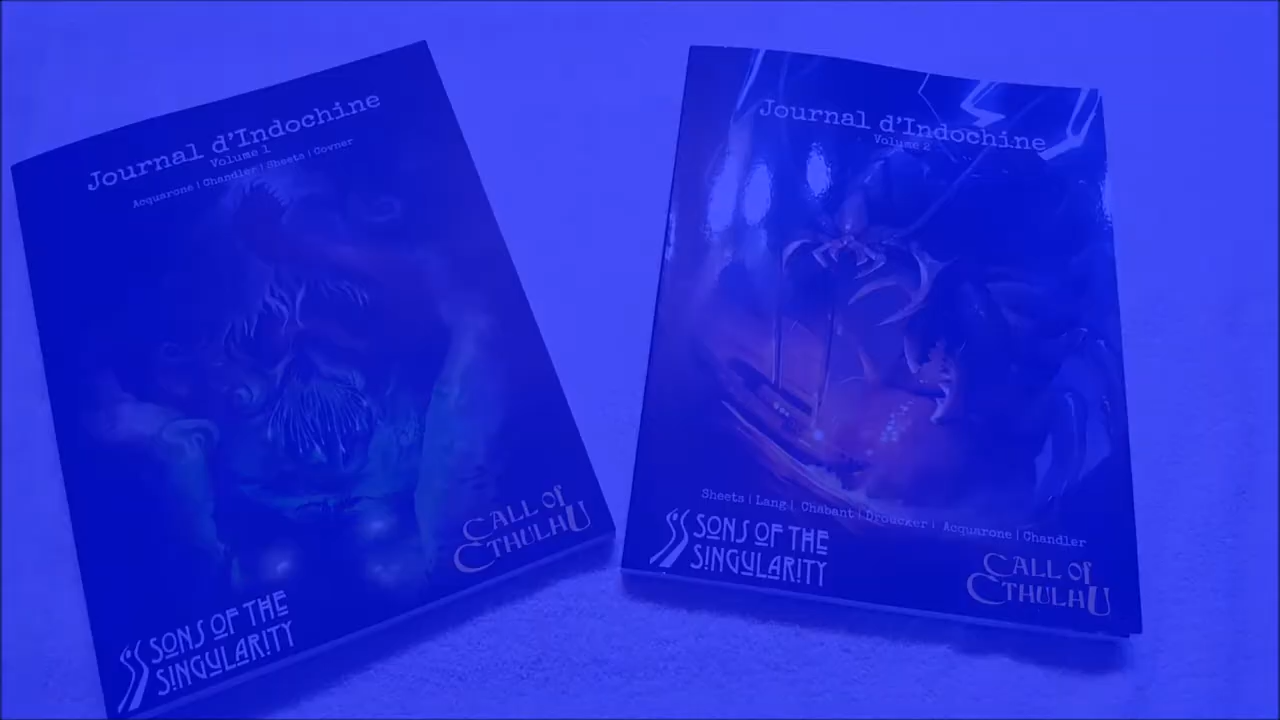 Journal d'Indochine
Volume 1
Acquarone | Chandler | Sheets | Covner
CALL OF
CTHULHU
SONS OF THE
SINGULARITY
Journal d'Indochine
Volume 2
Sheets | Lang | Chabant | Droucker | Acquarone | Chandler
SONS OF THE
SINGULARITY
CALL OF
CTHULHU